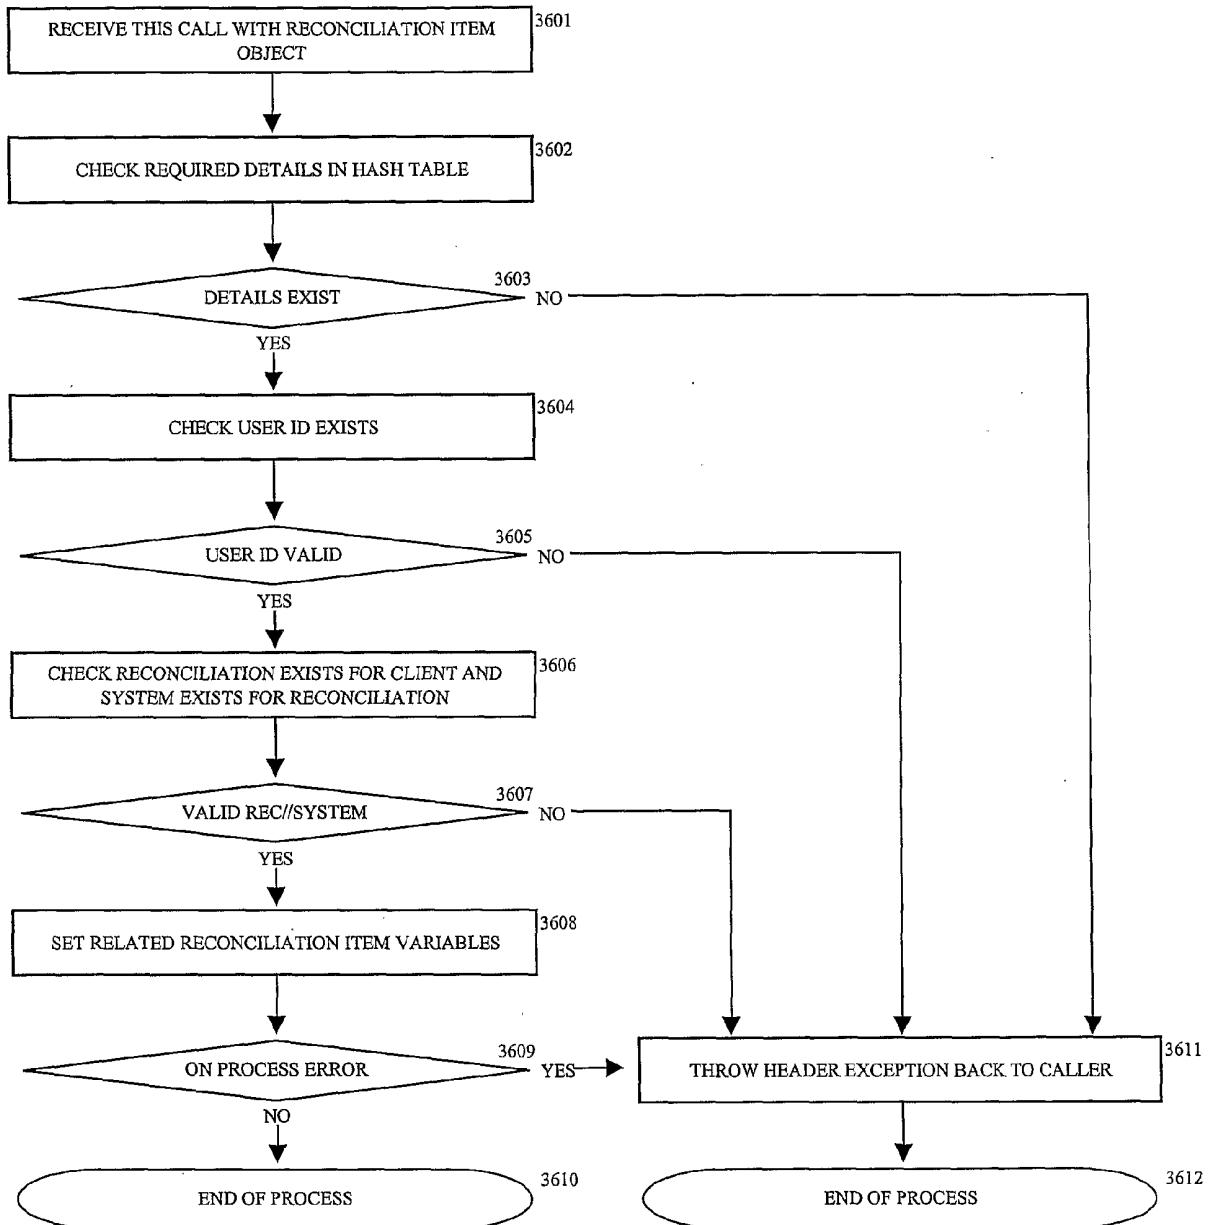 RECEIVE THIS CALL WITH RECONCILIATION ITEM
OBJECT
3601
CHECK REQUIRED DETAILS IN HASH TABLE
3602
DETAILS EXIST
3603
NO
YES
CHECK USER ID EXISTS
3604
USER ID VALID
3605
NO
YES
CHECK RECONCILIATION EXISTS FOR CLIENT AND
SYSTEM EXISTS FOR RECONCILIATION
3606
VALID REC//SYSTEM
3607
NO
YES
SET RELATED RECONCILIATION ITEM VARIABLES
3608
ON PROCESS ERROR
3609
YES
THROW HEADER EXCEPTION BACK TO CALLER
3611
NO
END OF PROCESS
3610
END OF PROCESS
3612